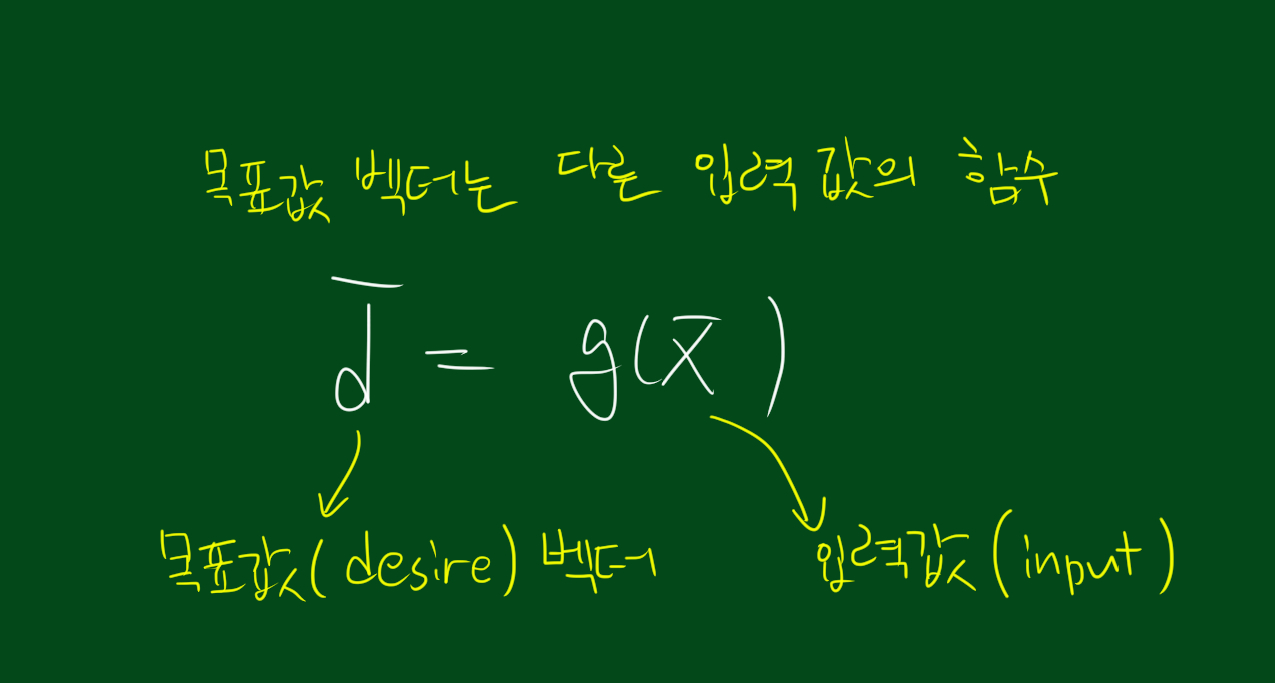 목표값 벡터는 다른 입력 값의 함수
d̅ = g(x̅)
목표값(desire) 벡터 입력값(input)